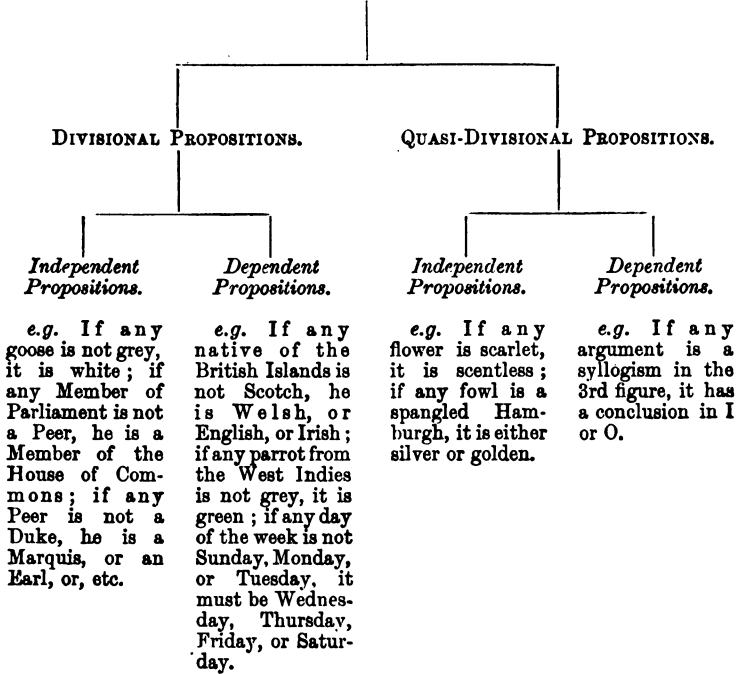 DIVISIONAL PROPOSITIONS.
QUASI-DIVISIONAL PROPOSITIONS.
Independent
Propositions.
Dependent
Propositions.
Independent
Propositions.
Dependent
Propositions.
e.g. If any
goose is not grey,
it is white; if
any Member of
Parliament is not
a Peer, he is a
Member of the
House of Com-
mons; if any
Peer is not a
Duke, he is a
Marquis, or an
Earl, or, etc.
e.g. If any
native of the
British Islands is
not Scotch, he
is Welsh, or
English, or Irish;
if any parrot from
the West Indies
is not grey, it is
green; if any day
of the week is not
Sunday, Monday,
or Tuesday, it
must be Wednes-
day, Thursday,
Friday, or Satur-
day.
e.g. If any
flower is scarlet,
it is scentless;
if any fowl is a
spangled Ham-
burgh, it is either
silver or golden.
e.g. If any
argument is a
syllogism in the
3rd figure, it has
a conclusion in I
or O.